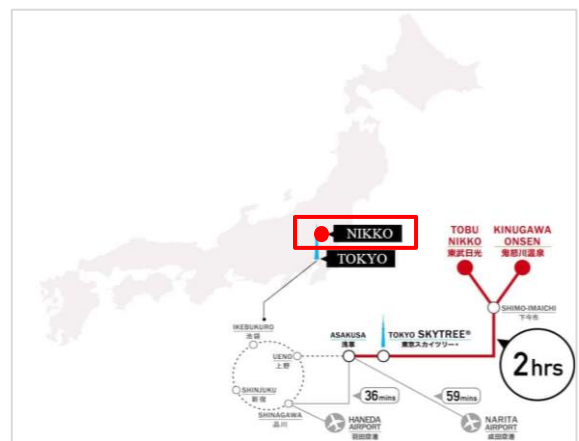 NIKKO
TOKYO
TOBU
NIKKO
東武日光
KINUGAWA
ONSEN
鬼怒川温泉
SHIMO-IMAICHI
下今市
IKEBUKURO
池袋
ASAKUSA
浅草
TOKYO SKYTREE®
東京スカイツリー®
UENO
上野
2hrs
SHINJUKU
新宿
36mins
59mins
SHINAGAWA
品川
HANEDA
AIRPORT
羽田空港
NARITA
AIRPORT
成田空港